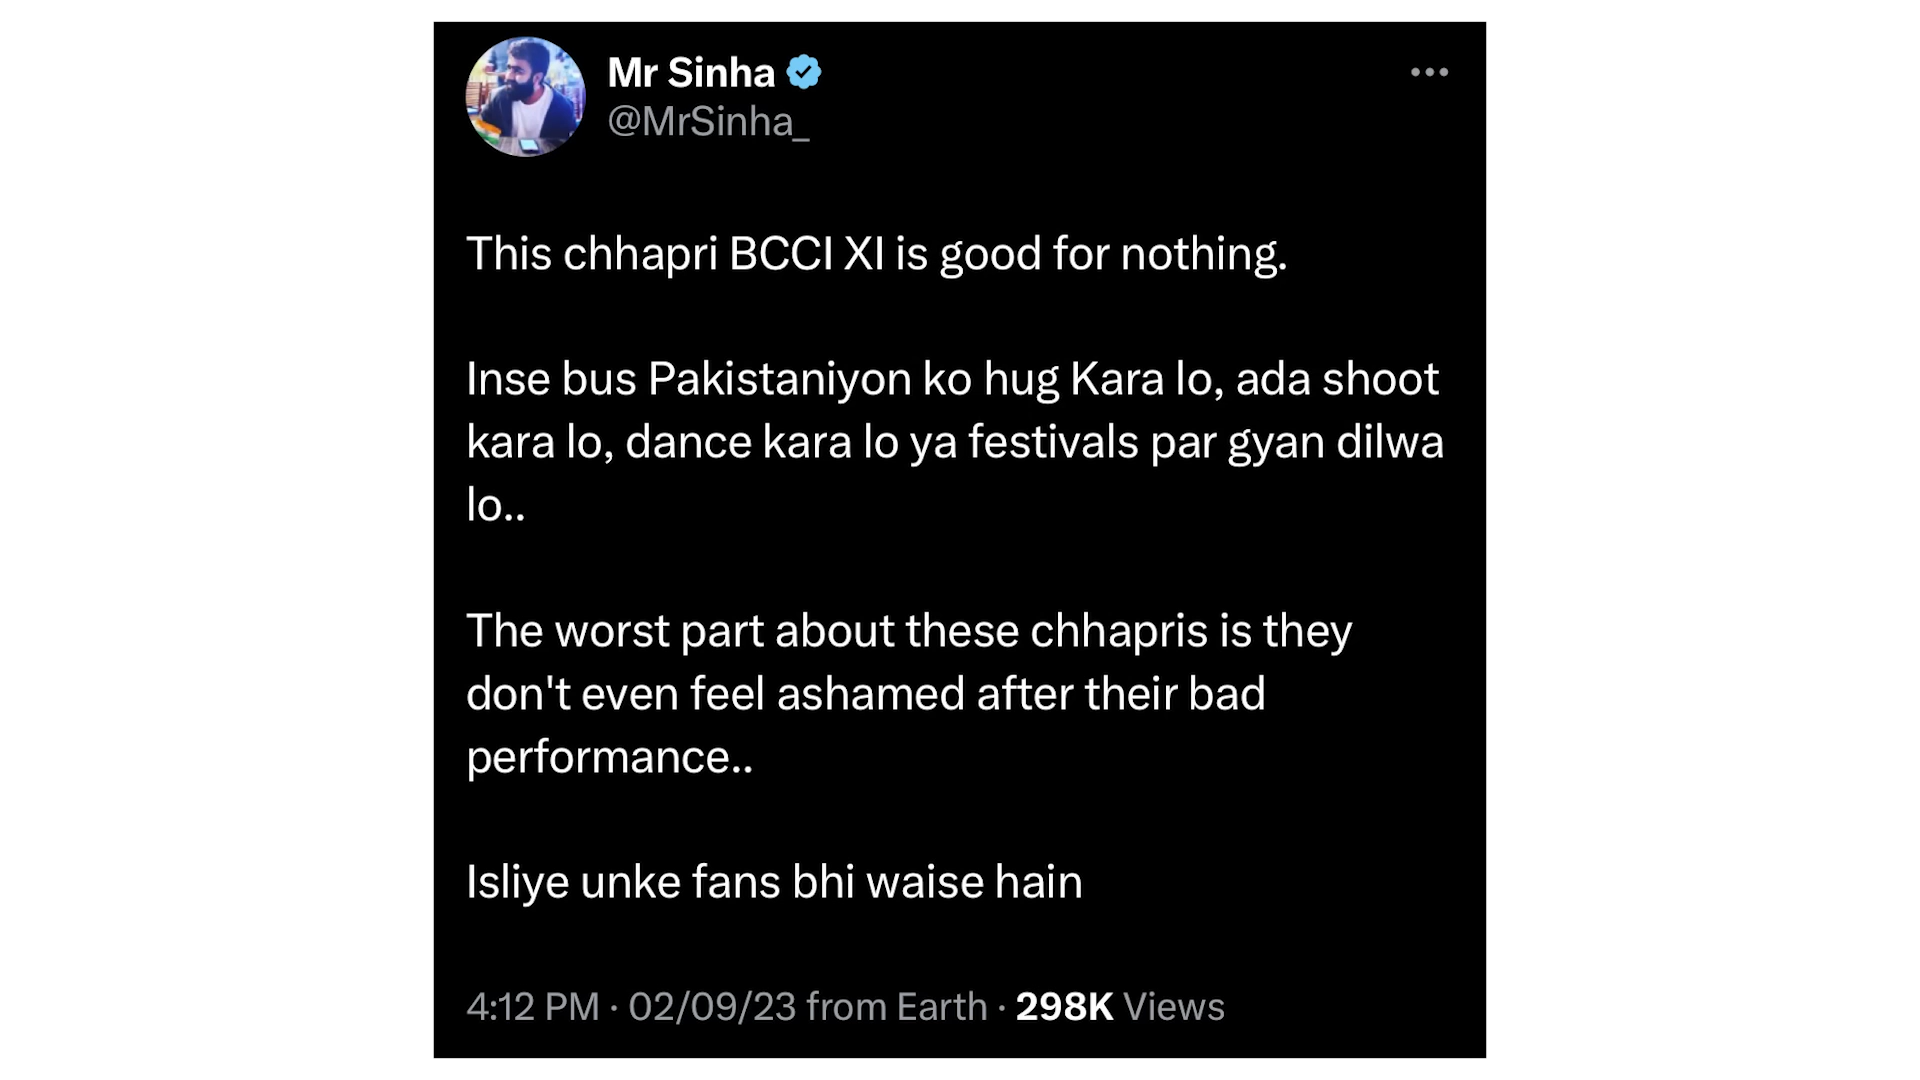 Mr Sinha
@MrSinha_
This chhapri BCCI XI is good for nothing.
Inse bus Pakistaniyon ko hug Kara lo, ada shoot
kara lo, dance kara lo ya festivals par gyan dilwa
lo..
The worst part about these chhapris is they
don't even feel ashamed after their bad
performance..
Isliye unke fans bhi waise hain
4:12 PM · 02/09/23 from Earth · 298K Views